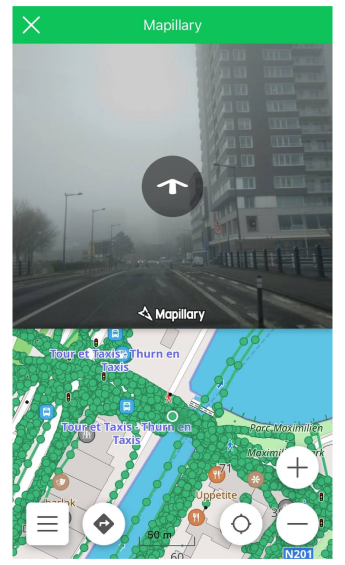 Mapillary
Mapillary
Tour et Taxis - Thurn en
Taxis
Tour et Taxis - Thurn en
Taxis
Parc Maximilien
71
Uppetite
50 m
60
N201